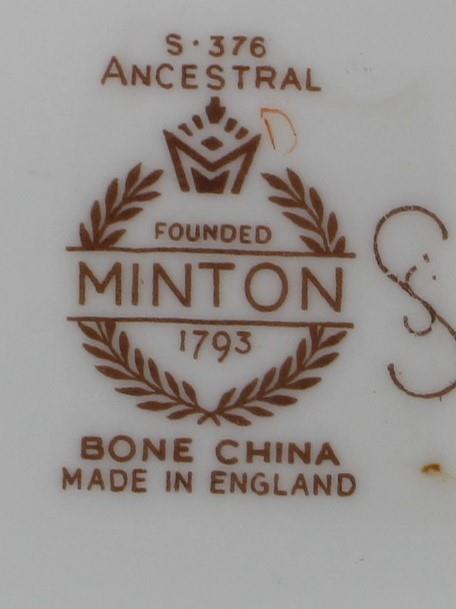 S·376
ANCESTRAL
D
FOUNDED
MINTON
1793
BONE CHINA
MADE IN ENGLAND